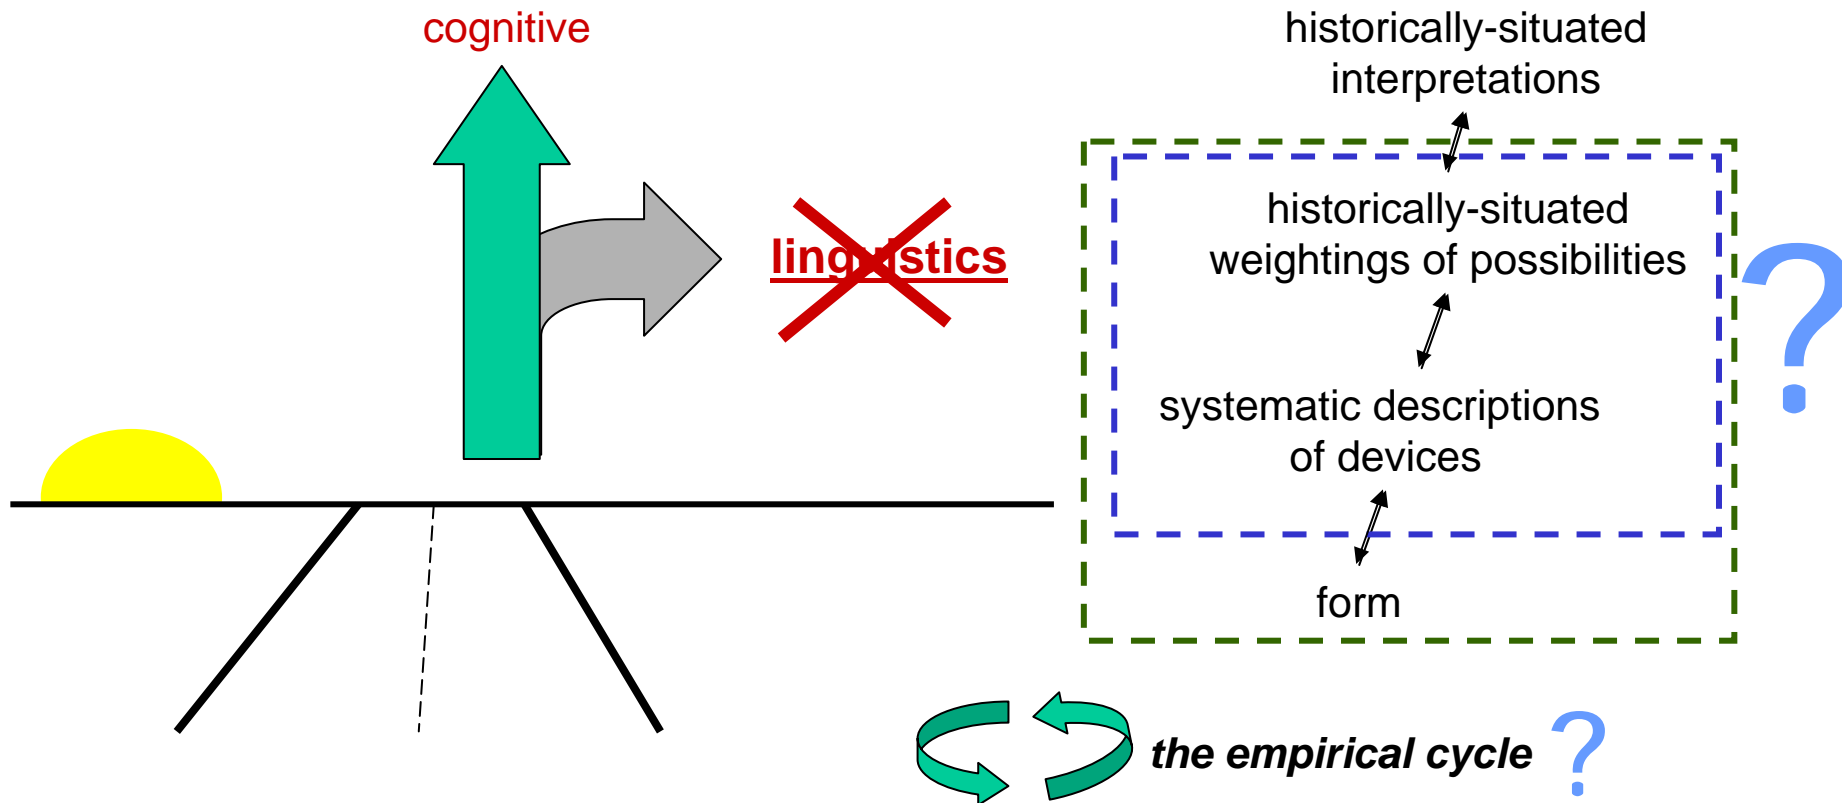 cognitive
linguistics
historically-situated
interpretations
historically-situated
weightings of possibilities
systematic descriptions
of devices
form
?
the empirical cycle ?